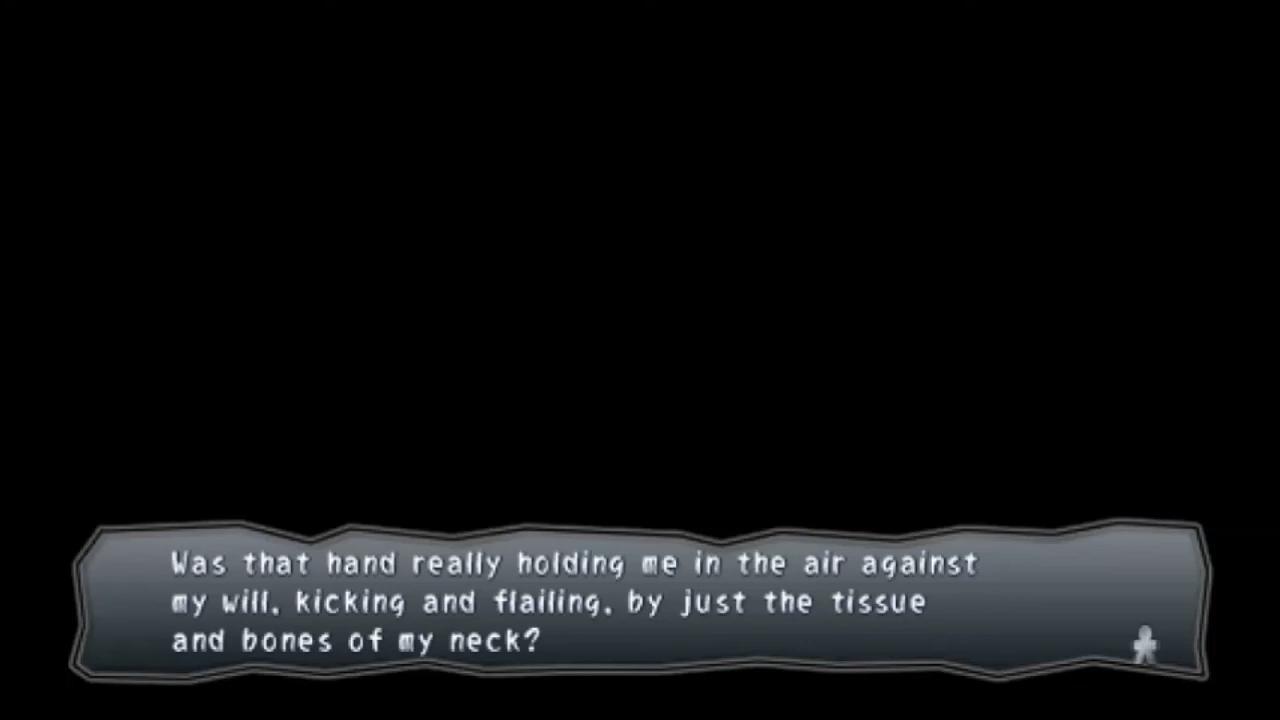 Was that hand really holding me in the air against
my will, kicking and flailing, by just the tissue
and bones of my neck?